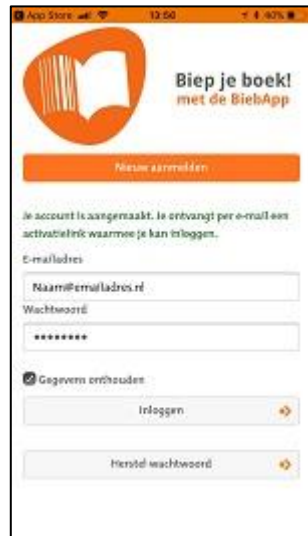 App Store 13:50 40%
Biep je boek!
met de BiebApp
Nieuw aanmelden
Je account is aangemaakt. Je ontvangt per e-mail een
activatielink waarmee je kan inloggen.
E-mailadres
Naam@emailadres.nl
Wachtwoord
********
Gegevens onthouden
Inloggen
Herstel wachtwoord